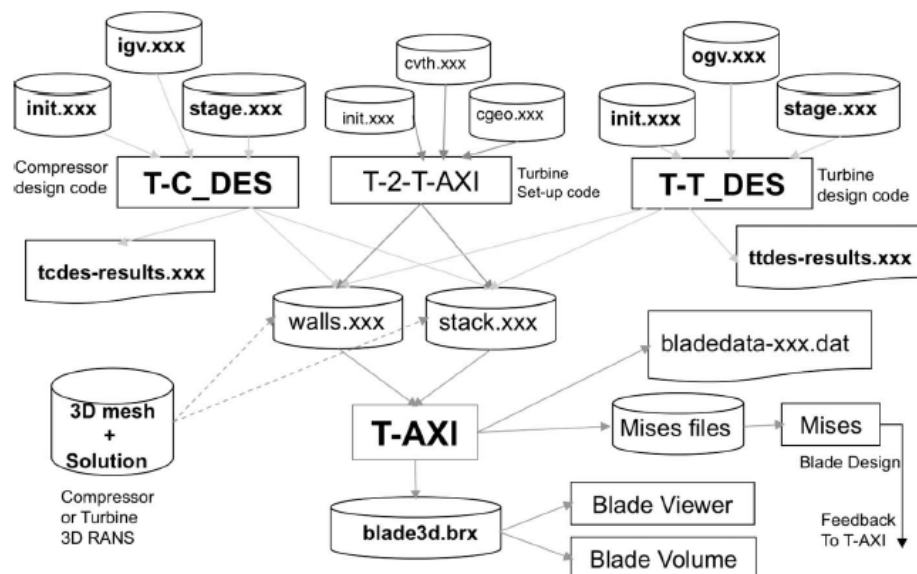 igv.xxx
cvth.xxx
ogv.xxx
init.xxx
stage.xxx
init.xxx
cgeo.xxx
init.xxx
stage.xxx
Compressor
design code
T-C_DES
T-2-T-AXI
Turbine
Set-up code
T-T_DES
Turbine
design code
tcdes-results.xxx
ttdes-results.xxx
walls.xxx
stack.xxx
bladedata-xxx.dat
3D mesh
+
Solution
T-AXI
Mises files
Mises
Blade Design
Compressor
or Turbine
3D RANS
blade3d.brx
Blade Viewer
Blade Volume
Feedback
To T-AXI